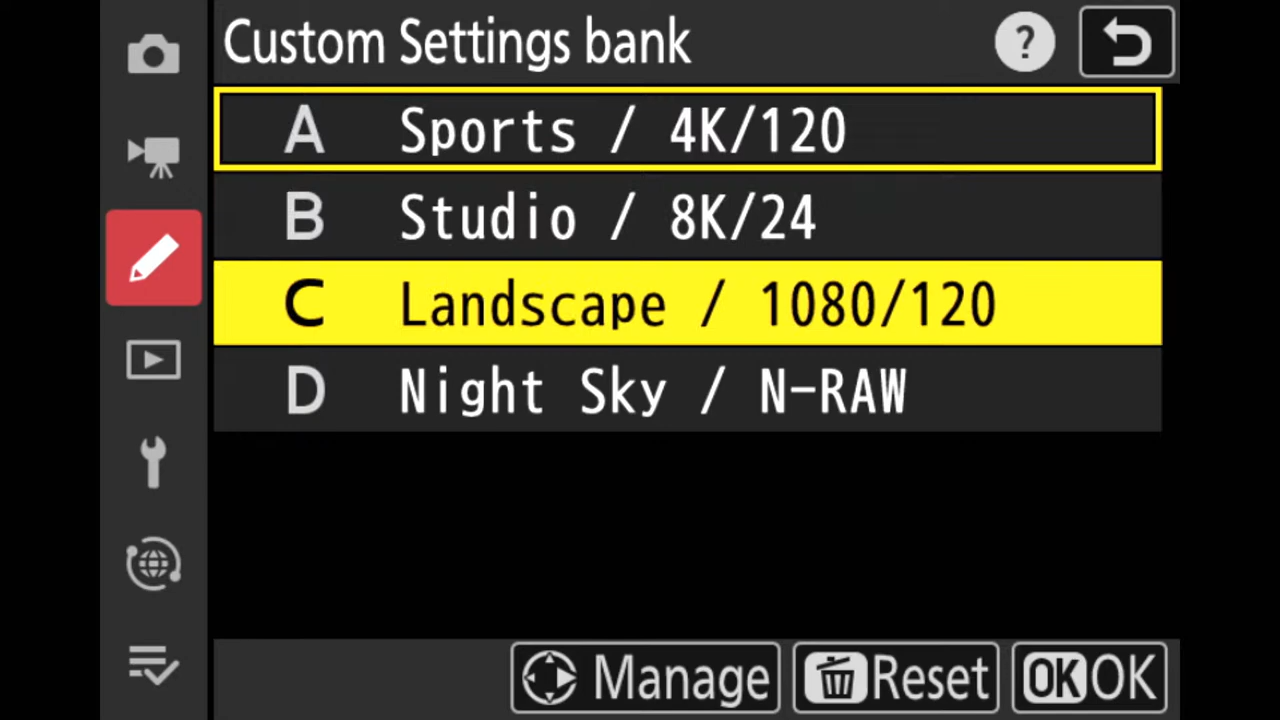 Custom Settings bank ?
A Sports / 4K/120
B Studio / 8K/24
C Landscape / 1080/120
D Night Sky / N-RAW
Manage Reset OK OK